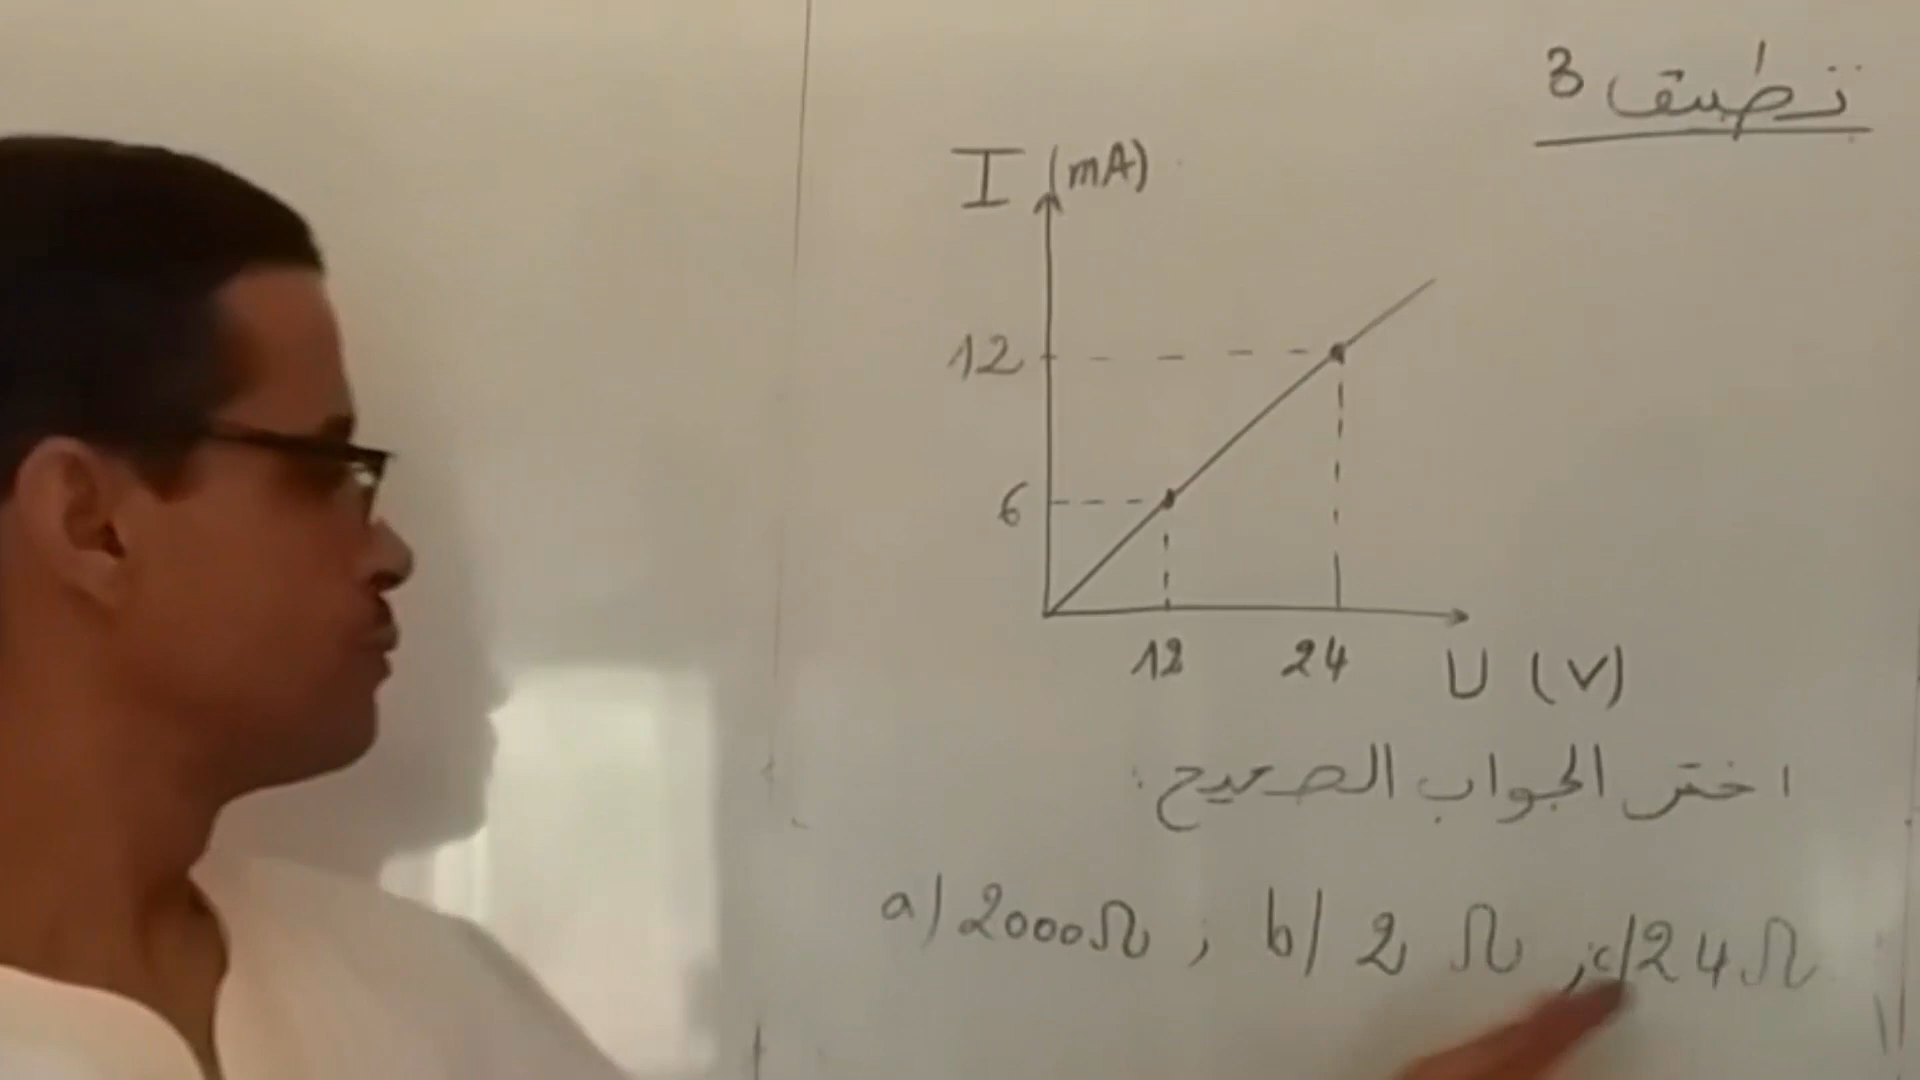 تطبيق 3
I (mA)
12
6
12 24 U (V)
اختر الجواب الصحيح:
a) 2000Ω ; b/ 2 Ω ; c/ 24 Ω